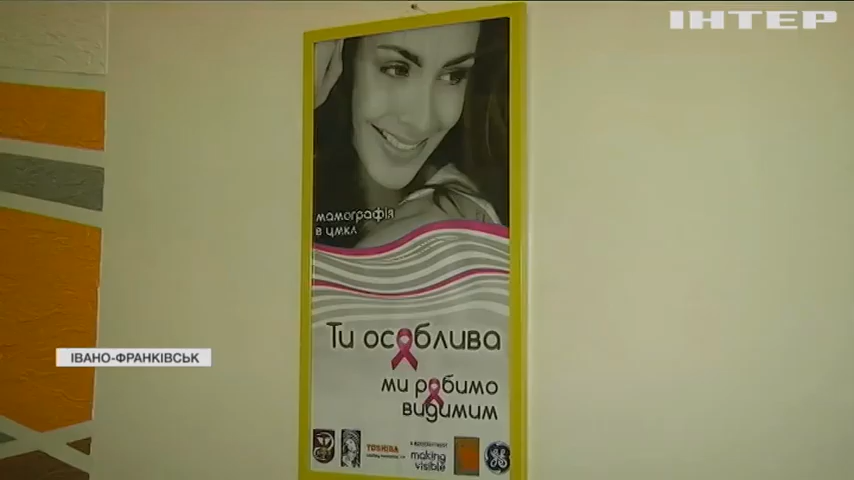 ІНТЕР
мамографія
в цмкл
Ти особлива
ми робимо
видимим
ІВАНО-ФРАНКІВСЬК
TOSHIBA
making
visible